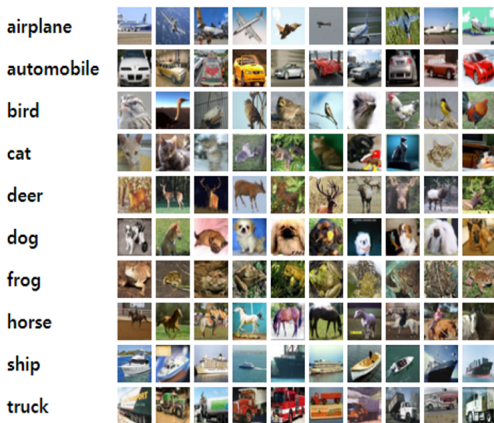 airplane
automobile
bird
cat
deer
dog
frog
horse
ship
truck